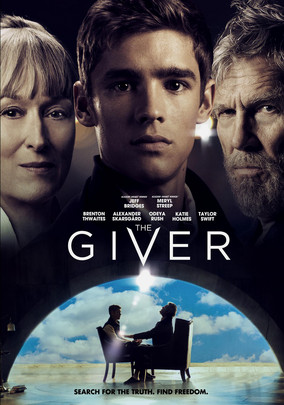 ACADEMY AWARD® WINNER ACADEMY AWARD® WINNER
JEFF BRIDGES MERYL STREEP
BRENTON THWAITES ALEXANDER SKARSGÅRD ODEYA RUSH KATIE HOLMES TAYLOR SWIFT
THE
GIVER
SEARCH FOR THE TRUTH. FIND FREEDOM.